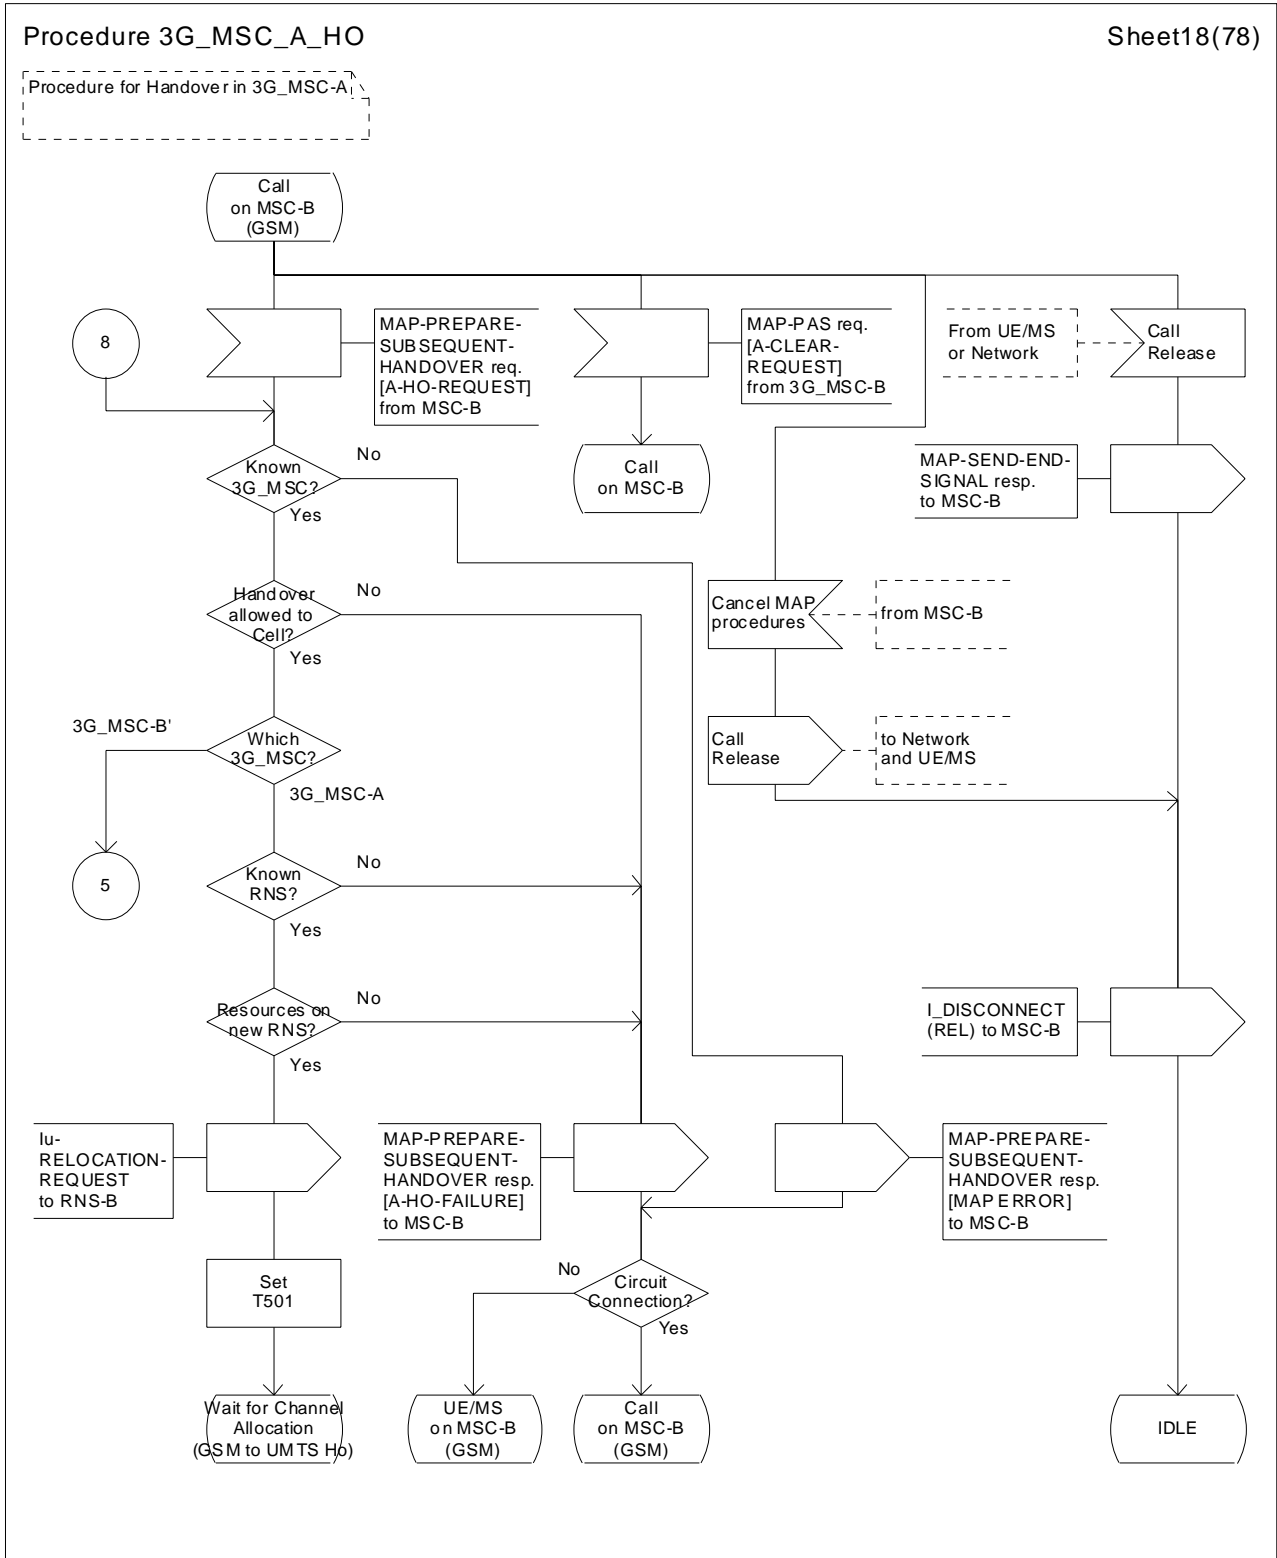 Procedure 3G_MSC_A_HO
Sheet18(78)
Procedure for Handover in 3G_MSC-A
Call
on MSC-B
(GSM)
8
MAP-PREPARE-
SUBSEQUENT-
HANDOVER req.
[A-HO-REQUEST]
from MSC-B
MAP-PAS req.
[A-CLEAR-
REQUEST]
from 3G_MSC-B
From UE/MS
or Network
Call
Release
Known
3G_MSC?
No
Yes
Call
on MSC-B
MAP-SEND-END-
SIGNAL resp.
to MSC-B
Handover
allowed to
Cell?
No
Yes
Cancel MAP
procedures
from MSC-B
3G_MSC-B'
Which
3G_MSC?
3G_MSC-A
Call
Release
to Network
and UE/MS
5
Known
RNS?
No
Yes
Resources on
new RNS?
No
Yes
I_DISCONNECT
(REL) to MSC-B
Iu-
RELOCATION-
REQUEST
to RNS-B
MAP-PREPARE-
SUBSEQUENT-
HANDOVER resp.
[A-HO-FAILURE]
to MSC-B
MAP-PREPARE-
SUBSEQUENT-
HANDOVER resp.
[MAP ERROR]
to MSC-B
Set
T501
No
Circuit
Connection?
Yes
Wait for Channel
Allocation
(GSM to UMTS Ho)
UE/MS
on MSC-B
(GSM)
Call
on MSC-B
(GSM)
IDLE